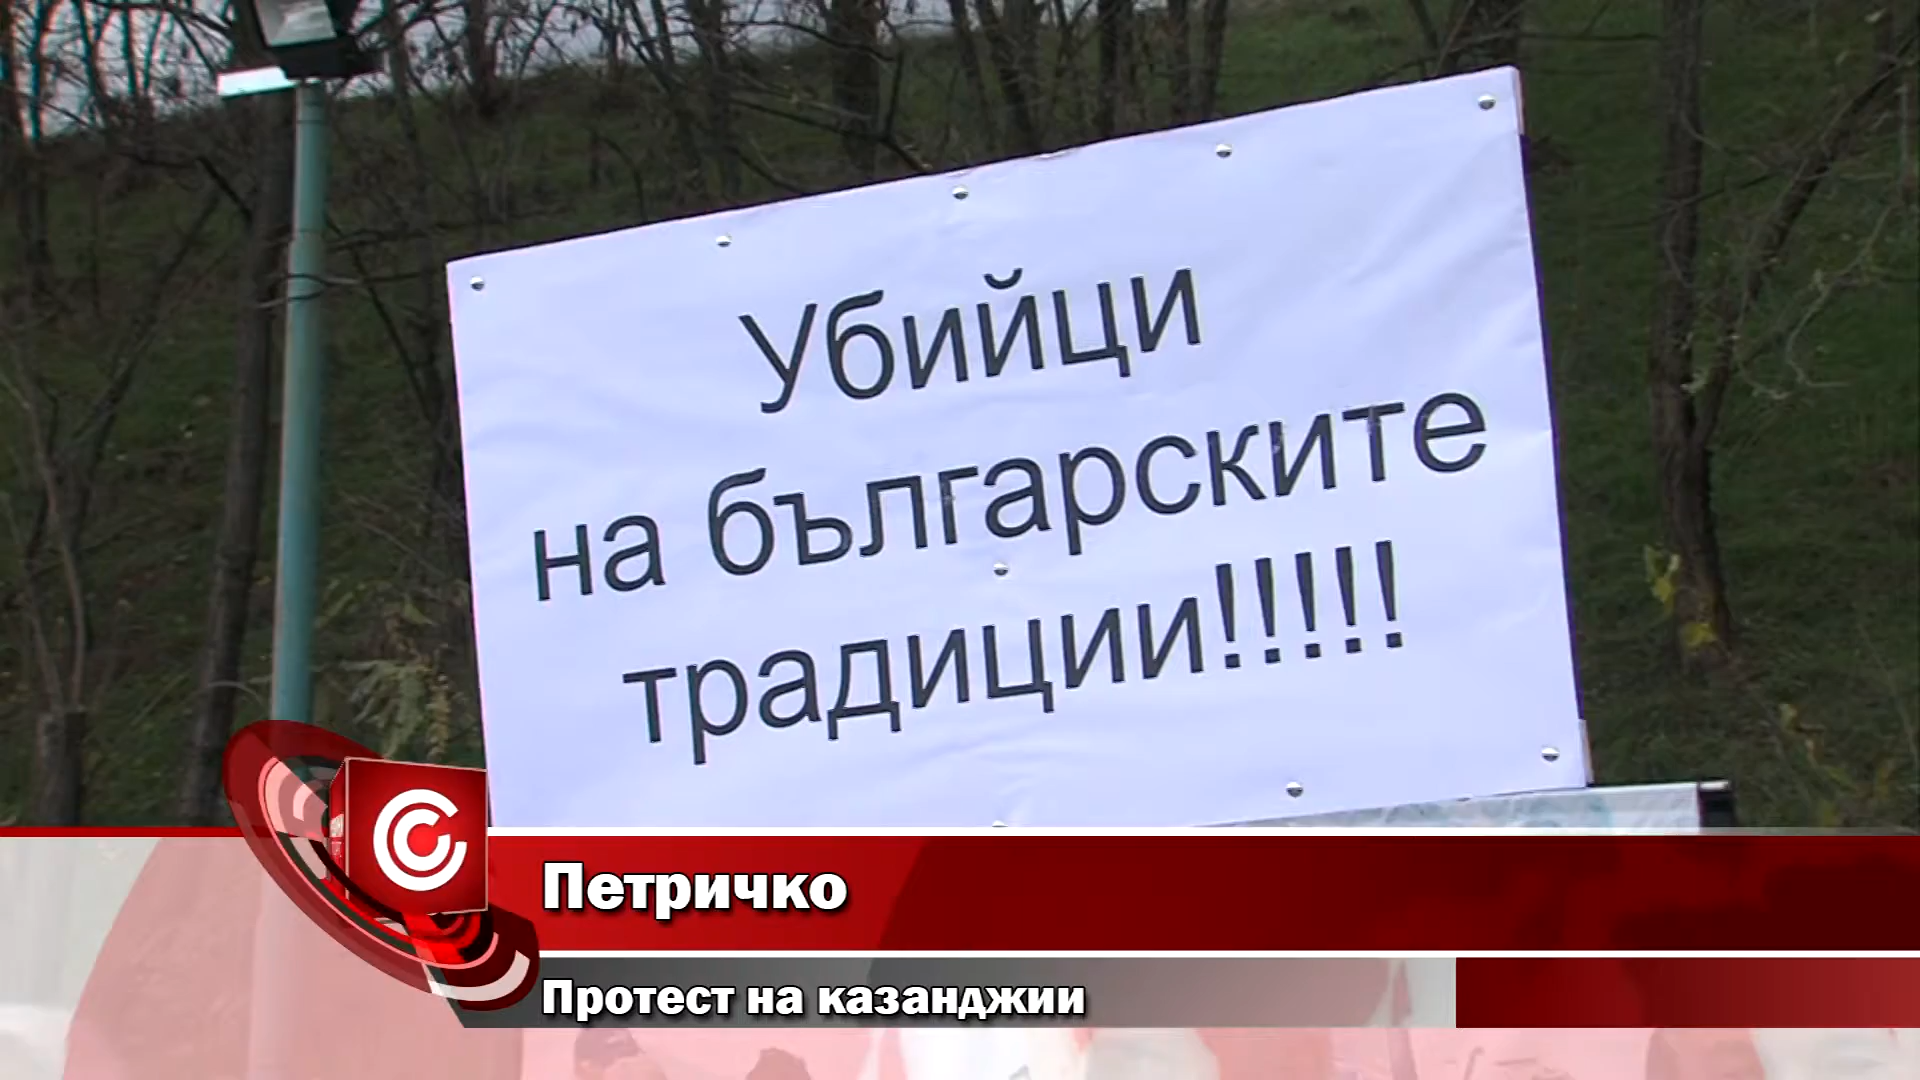 Убийци
на българските
традиции!!!!!
Петричко
Протест на казанджии